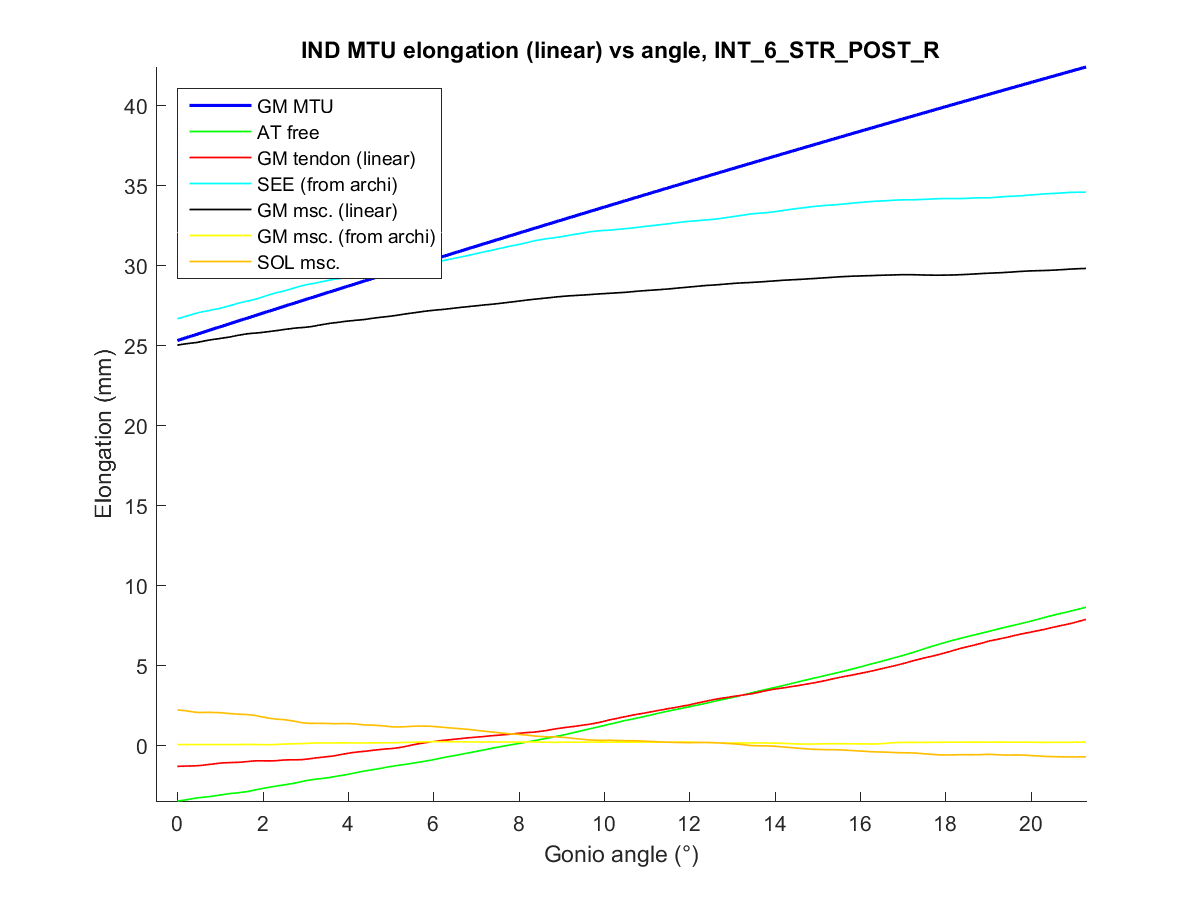 IND MTU elongation (linear) vs angle, INT_6_STR_POST_R
GM MTU
AT free
GM tendon (linear)
SEE (from archi)
GM msc. (linear)
GM msc. (from archi)
SOL msc.
Elongation (mm)
40
35
30
25
20
15
10
5
0
0 2 4 6 8 10 12 14 16 18 20
Gonio angle (°)